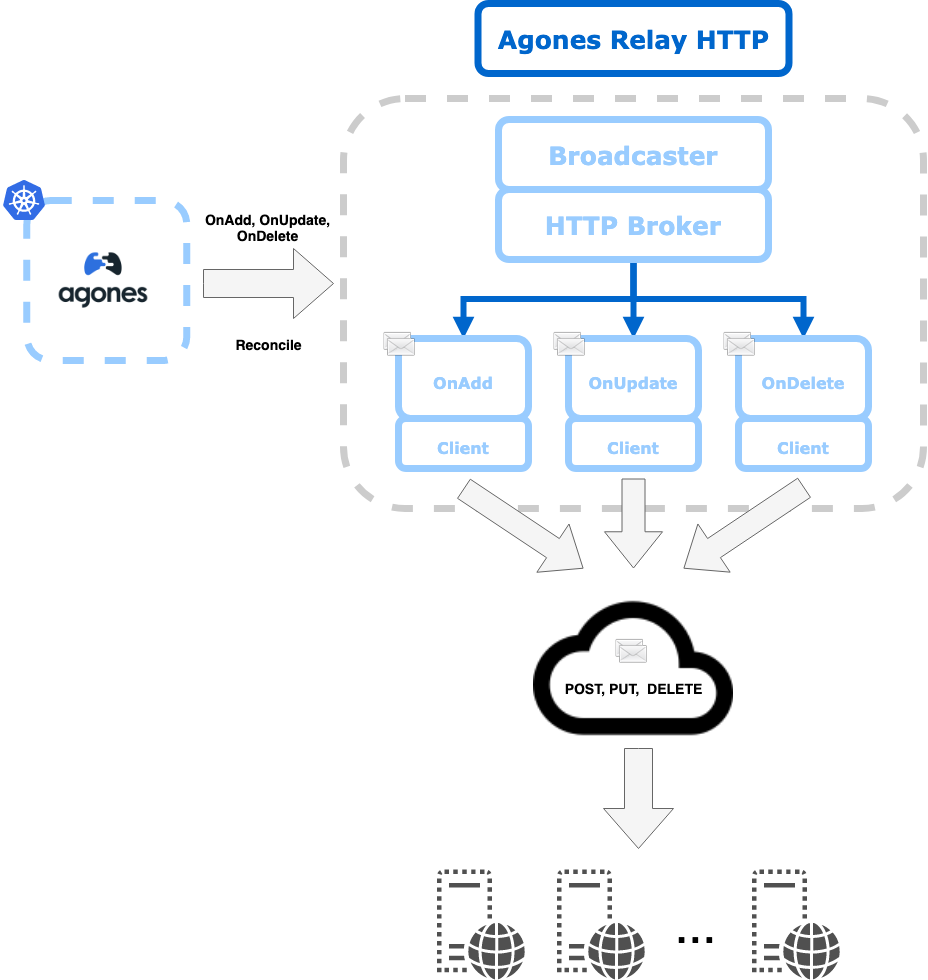 Agones Relay HTTP
Broadcaster
HTTP Broker
OnAdd, OnUpdate,
OnDelete
agones
Reconcile
OnAdd
OnUpdate
OnDelete
Client
Client
Client
POST, PUT, DELETE
...